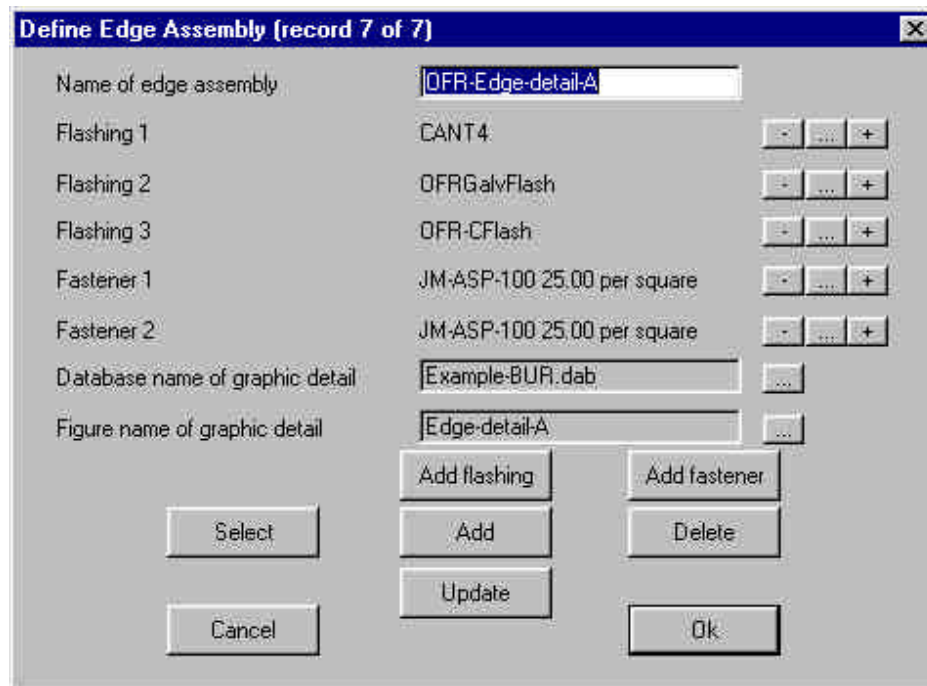 Define Edge Assembly (record 7 of 7)
Name of edge assembly OFR-Edge-detail-A
Flashing 1 CANT4 - ... +
Flashing 2 OFRGalvFlash - ... +
Flashing 3 OFR-CFlash - ... +
Fastener 1 JM-ASP-100 25.00 per square - ... +
Fastener 2 JM-ASP-100 25.00 per square - ... +
Database name of graphic detail Example-BUR.dab ...
Figure name of graphic detail Edge-detail-A ...
Add flashing Add fastener
Select Add Delete
Update
Cancel Ok